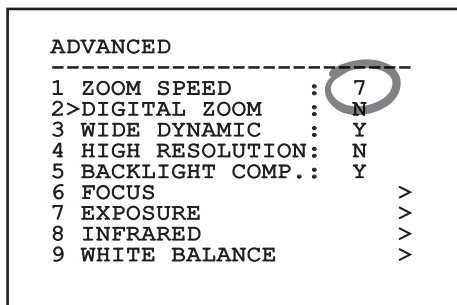 ADVANCED
------------------------
1 ZOOM SPEED : 7
2>DIGITAL ZOOM : N
3 WIDE DYNAMIC : Y
4 HIGH RESOLUTION: N
5 BACKLIGHT COMP.: Y
6 FOCUS >
7 EXPOSURE >
8 INFRARED >
9 WHITE BALANCE >